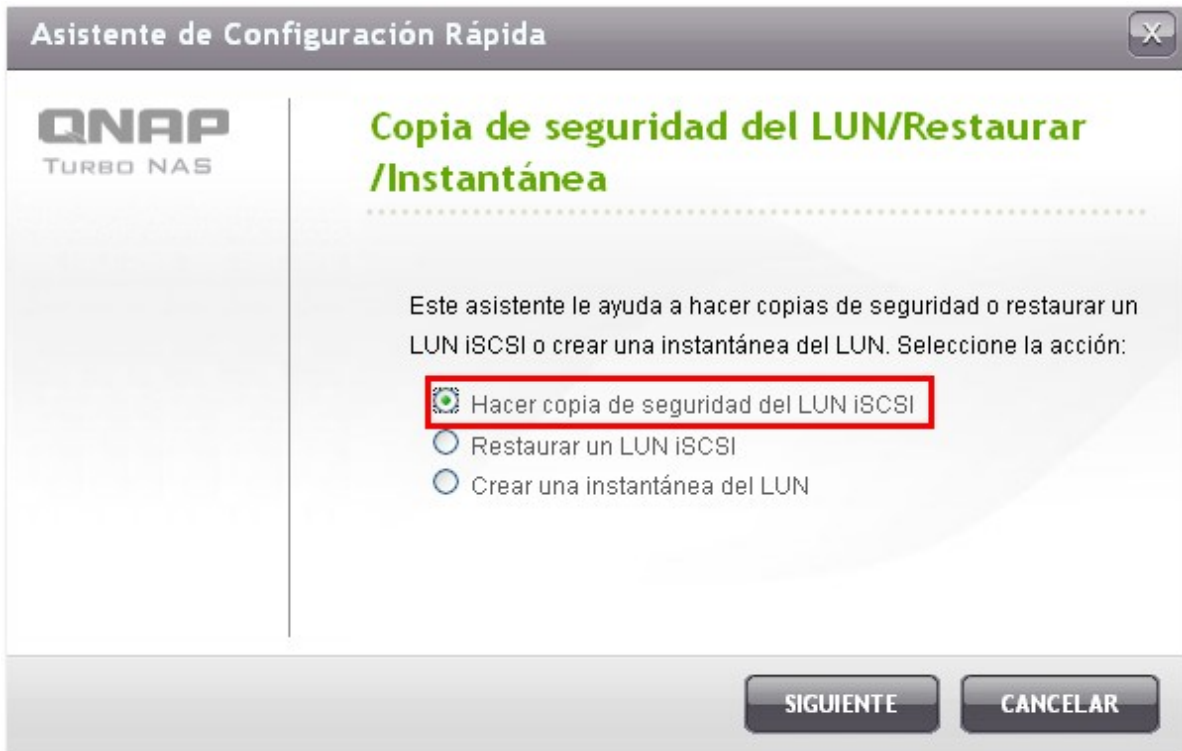 Asistente de Configuración Rápida
X
QNAP
TURBO NAS
Copia de seguridad del LUN/Restaurar
/Instantánea
Este asistente le ayuda a hacer copias de seguridad o restaurar un
LUN iSCSI o crear una instantánea del LUN. Seleccione la acción:
Hacer copia de seguridad del LUN iSCSI
Restaurar un LUN iSCSI
Crear una instantánea del LUN
SIGUIENTE
CANCELAR